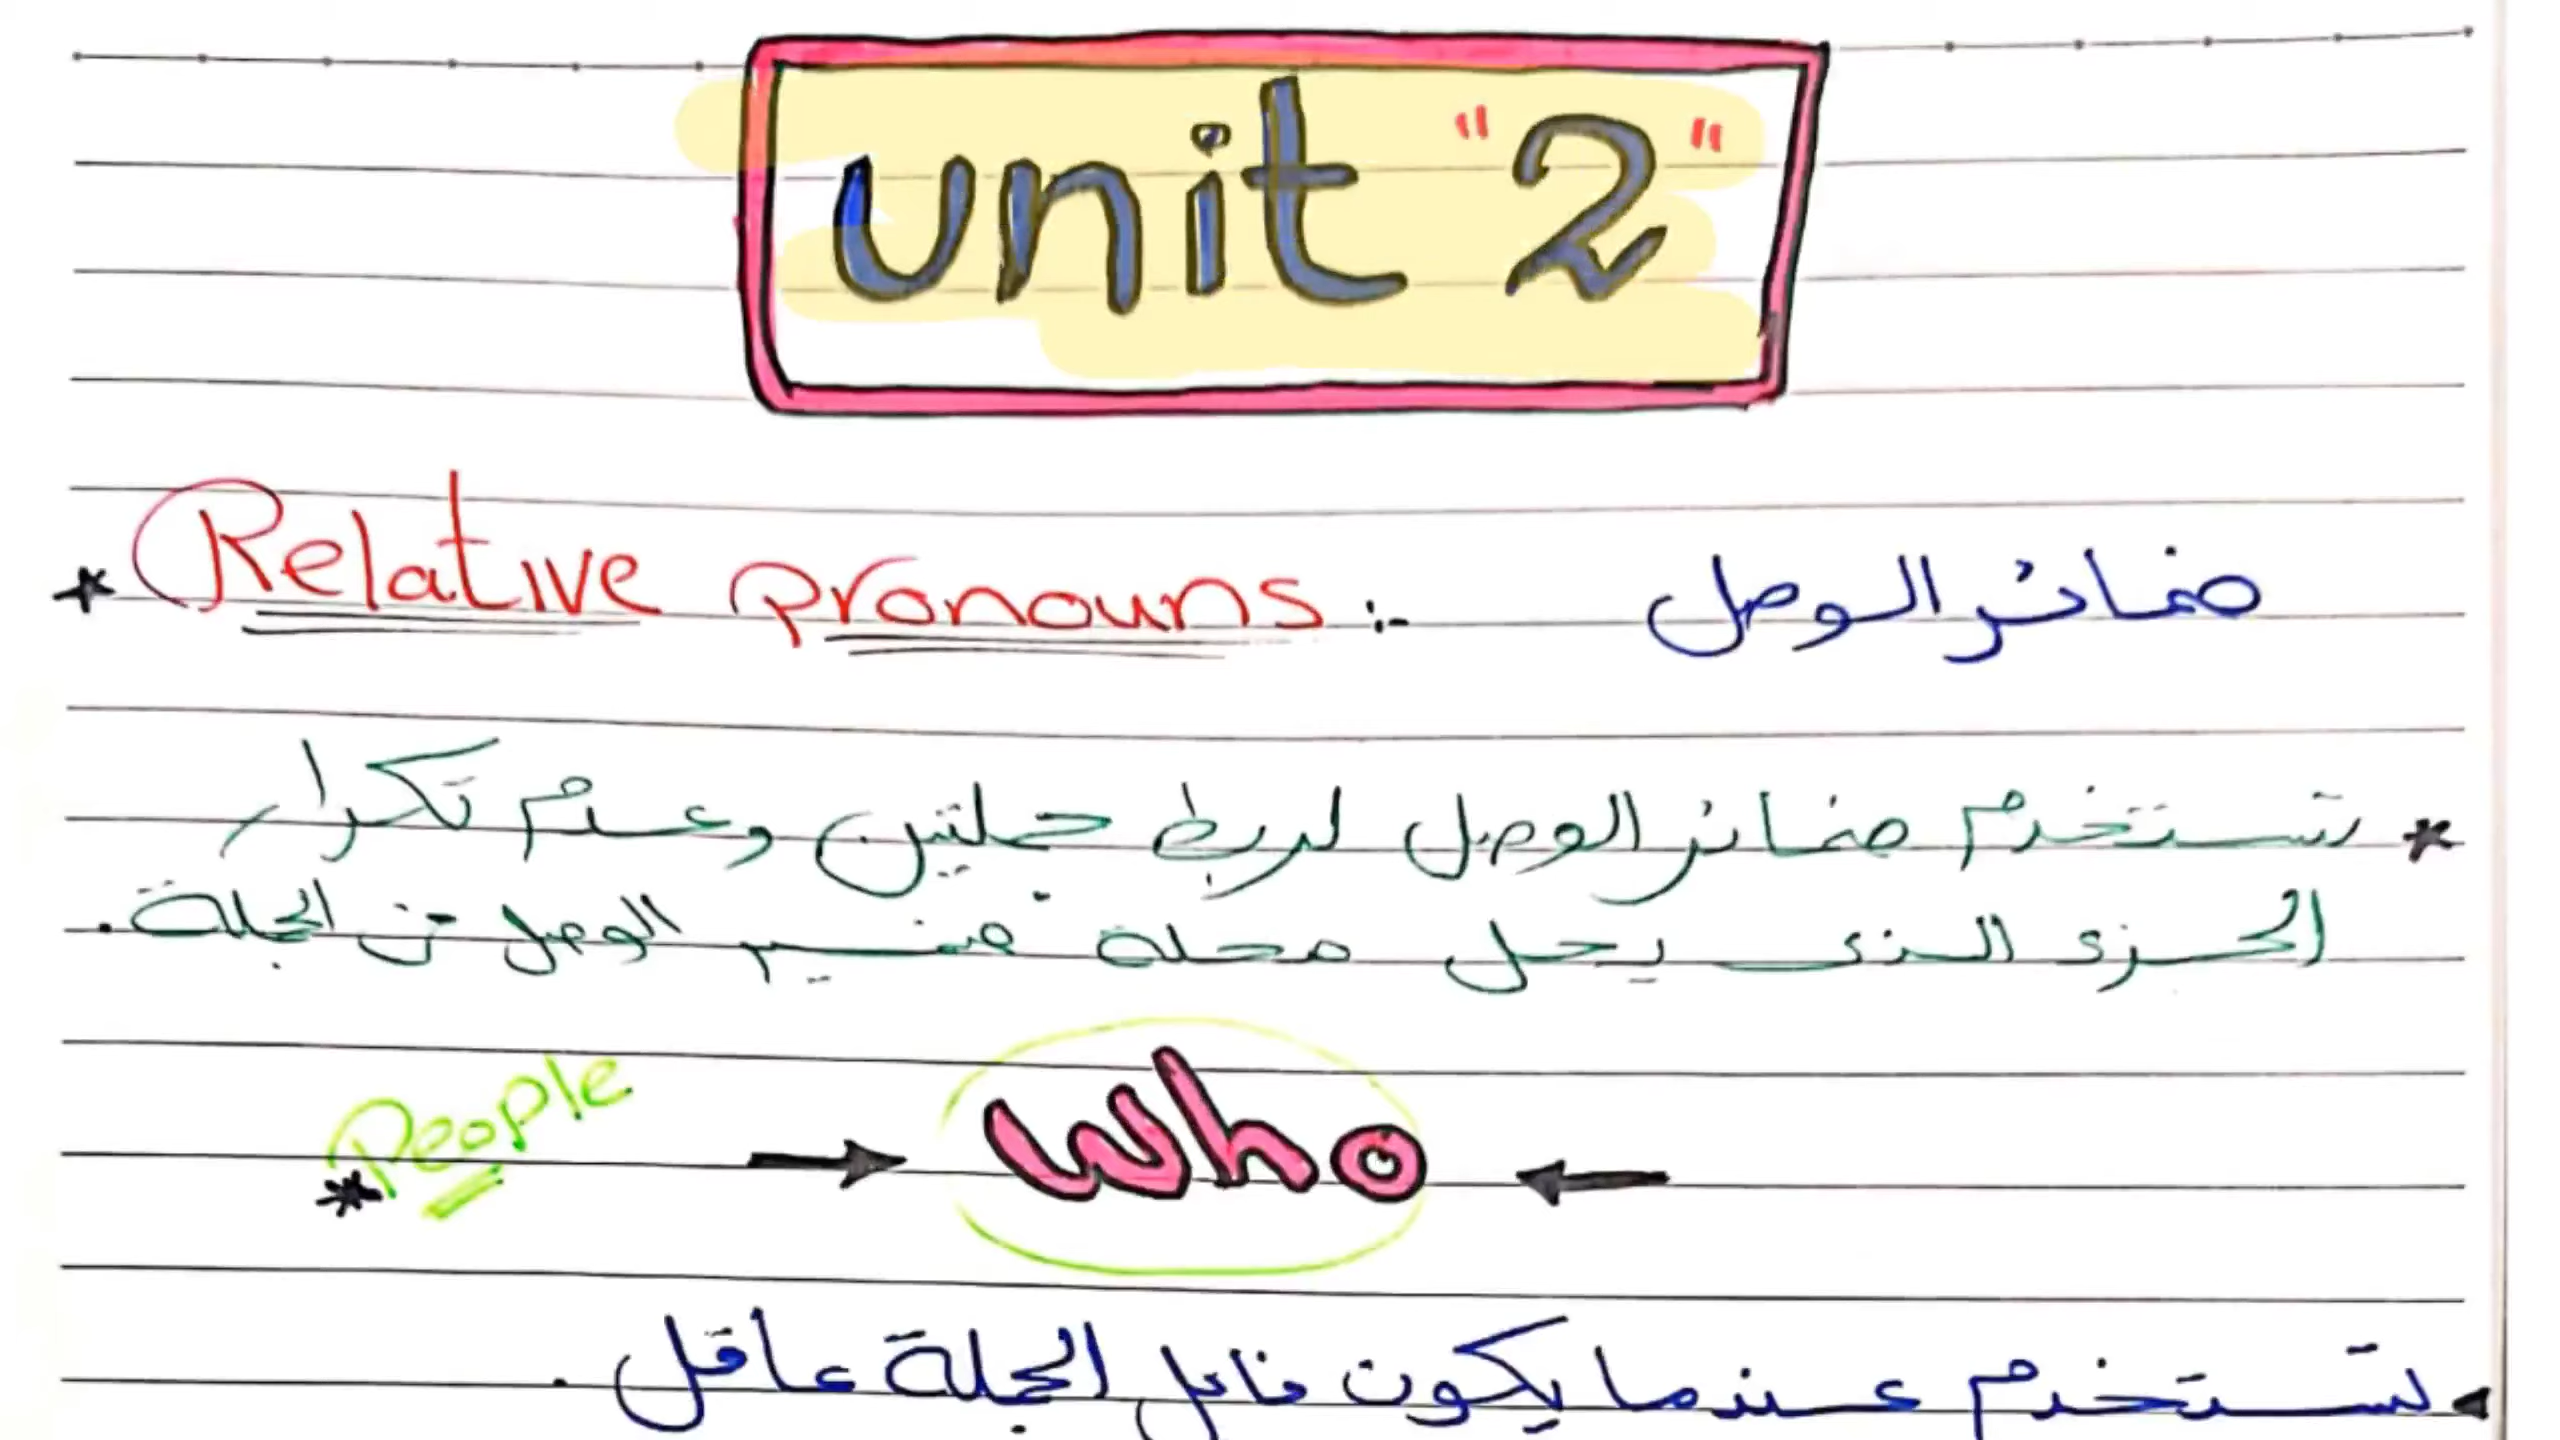 unit "2"
* Relative pronouns :- ضمائر الوصل
* تستخدم ضمائر الوصل لربط جملتين وعدم تكرار
الجزء الذي يحل محلة ضمير الوصل من الجملة.
* People → who ←
تستخدم عندما يكون فاعل الجملة عاقل .